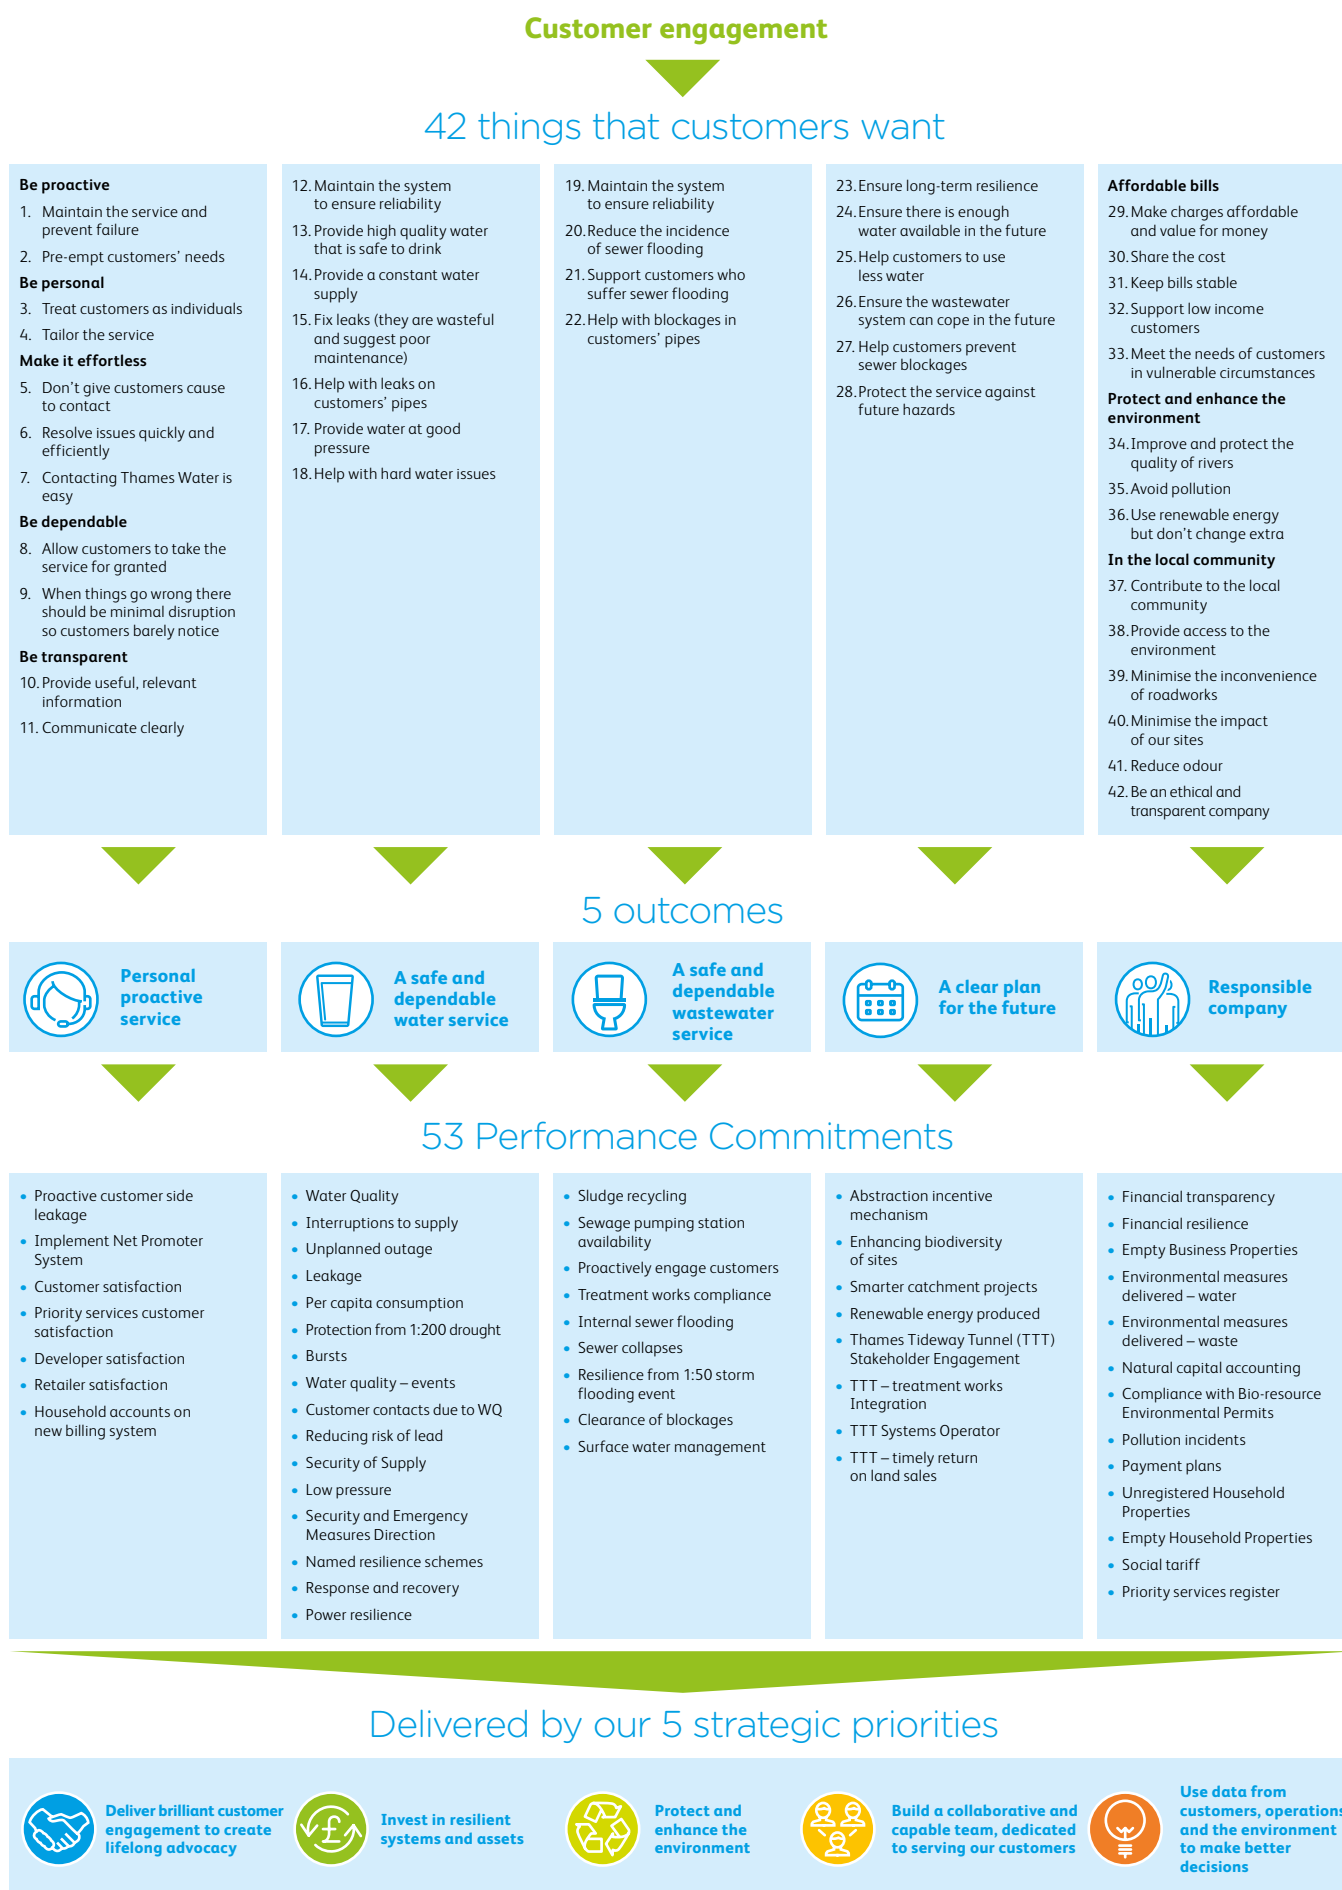 Customer engagement
42 things that customers want
Be proactive
1. Maintain the service and
prevent failure
2. Pre-empt customers' needs
Be personal
3. Treat customers as individuals
4. Tailor the service
Make it effortless
5. Don't give customers cause
to contact
6. Resolve issues quickly and
efficiently
7. Contacting Thames Water is
easy
Be dependable
8. Allow customers to take the
service for granted
9. When things go wrong there
should be minimal disruption
so customers barely notice
Be transparent
10. Provide useful, relevant
information
11. Communicate clearly
12. Maintain the system
to ensure reliability
13. Provide high quality water
that is safe to drink
14. Provide a constant water
supply
15. Fix leaks (they are wasteful
and suggest poor
maintenance)
16. Help with leaks on
customers' pipes
17. Provide water at good
pressure
18. Help with hard water issues
19. Maintain the system
to ensure reliability
20. Reduce the incidence
of sewer flooding
21. Support customers who
suffer sewer flooding
22. Help with blockages in
customers' pipes
23. Ensure long-term resilience
24. Ensure there is enough
water available in the future
25. Help customers to use
less water
26. Ensure the wastewater
system can cope in the future
27. Help customers prevent
sewer blockages
28. Protect the service against
future hazards
Affordable bills
29. Make charges affordable
and value for money
30. Share the cost
31. Keep bills stable
32. Support low income
customers
33. Meet the needs of customers
in vulnerable circumstances
Protect and enhance the
environment
34. Improve and protect the
quality of rivers
35. Avoid pollution
36. Use renewable energy
but don't change extra
In the local community
37. Contribute to the local
community
38. Provide access to the
environment
39. Minimise the inconvenience
of roadworks
40. Minimise the impact
of our sites
41. Reduce odour
42. Be an ethical and
transparent company
5 outcomes
Personal
proactive
service
A safe and
dependable
water service
A safe and
dependable
wastewater
service
A clear plan
for the future
Responsible
company
53 Performance Commitments
• Proactive customer side
leakage
• Implement Net Promoter
System
• Customer satisfaction
• Priority services customer
satisfaction
• Developer satisfaction
• Retailer satisfaction
• Household accounts on
new billing system
• Water Quality
• Interruptions to supply
• Unplanned outage
• Leakage
• Per capita consumption
• Protection from 1:200 drought
• Bursts
• Water quality – events
• Customer contacts due to WQ
• Reducing risk of lead
• Security of Supply
• Low pressure
• Security and Emergency
Measures Direction
• Named resilience schemes
• Response and recovery
• Power resilience
• Sludge recycling
• Sewage pumping station
availability
• Proactively engage customers
• Treatment works compliance
• Internal sewer flooding
• Sewer collapses
• Resilience from 1:50 storm
flooding event
• Clearance of blockages
• Surface water management
• Abstraction incentive
mechanism
• Enhancing biodiversity
of sites
• Smarter catchment projects
• Renewable energy produced
• Thames Tideway Tunnel (TTT)
Stakeholder Engagement
• TTT – treatment works
Integration
• TTT Systems Operator
• TTT – timely return
on land sales
• Financial transparency
• Financial resilience
• Empty Business Properties
• Environmental measures
delivered – water
• Environmental measures
delivered – waste
• Natural capital accounting
• Compliance with Bio-resource
Environmental Permits
• Pollution incidents
• Payment plans
• Unregistered Household
Properties
• Empty Household Properties
• Social tariff
• Priority services register
Delivered by our 5 strategic priorities
Deliver brilliant customer
engagement to create
lifelong advocacy
£
Invest in resilient
systems and assets
Protect and
enhance the
environment
Build a collaborative and
capable team, dedicated
to serving our customers
Use data from
customers, operations
and the environment
to make better
decisions